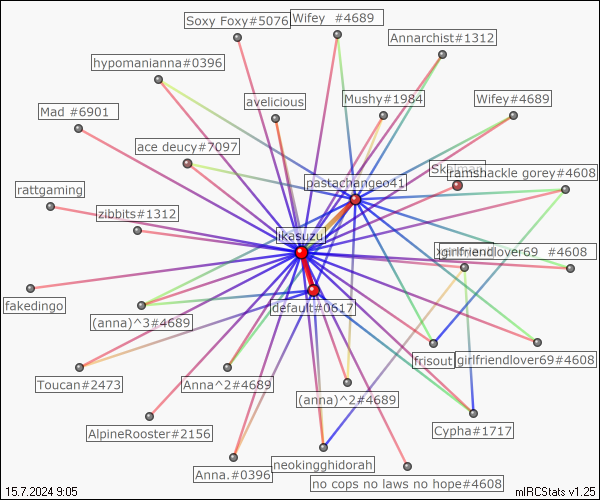 Soxy Foxy#5076
Wifey #4689
Annarchist#1312
hypomanianna#0396
avelicious
Mushy#1984
Wifey#4689
Mad #6901
ace deucy#7097
ramshackle gorey#4608
pastachangeo41
rattgaming
zibbits#1312
ikasuzu
girlfriendlover69 #4608
fakedingo
default#0617
(anna)^3#4689
frisout
girlfriendlover69#4608
Toucan#2473
Anna^2#4689
(anna)^2#4689
AlpineRooster#2156
Cypha#1717
Anna.#0396
neokingghidorah
no cops no laws no hope#4608
15.7.2024 9:05
mIRCStats v1.25